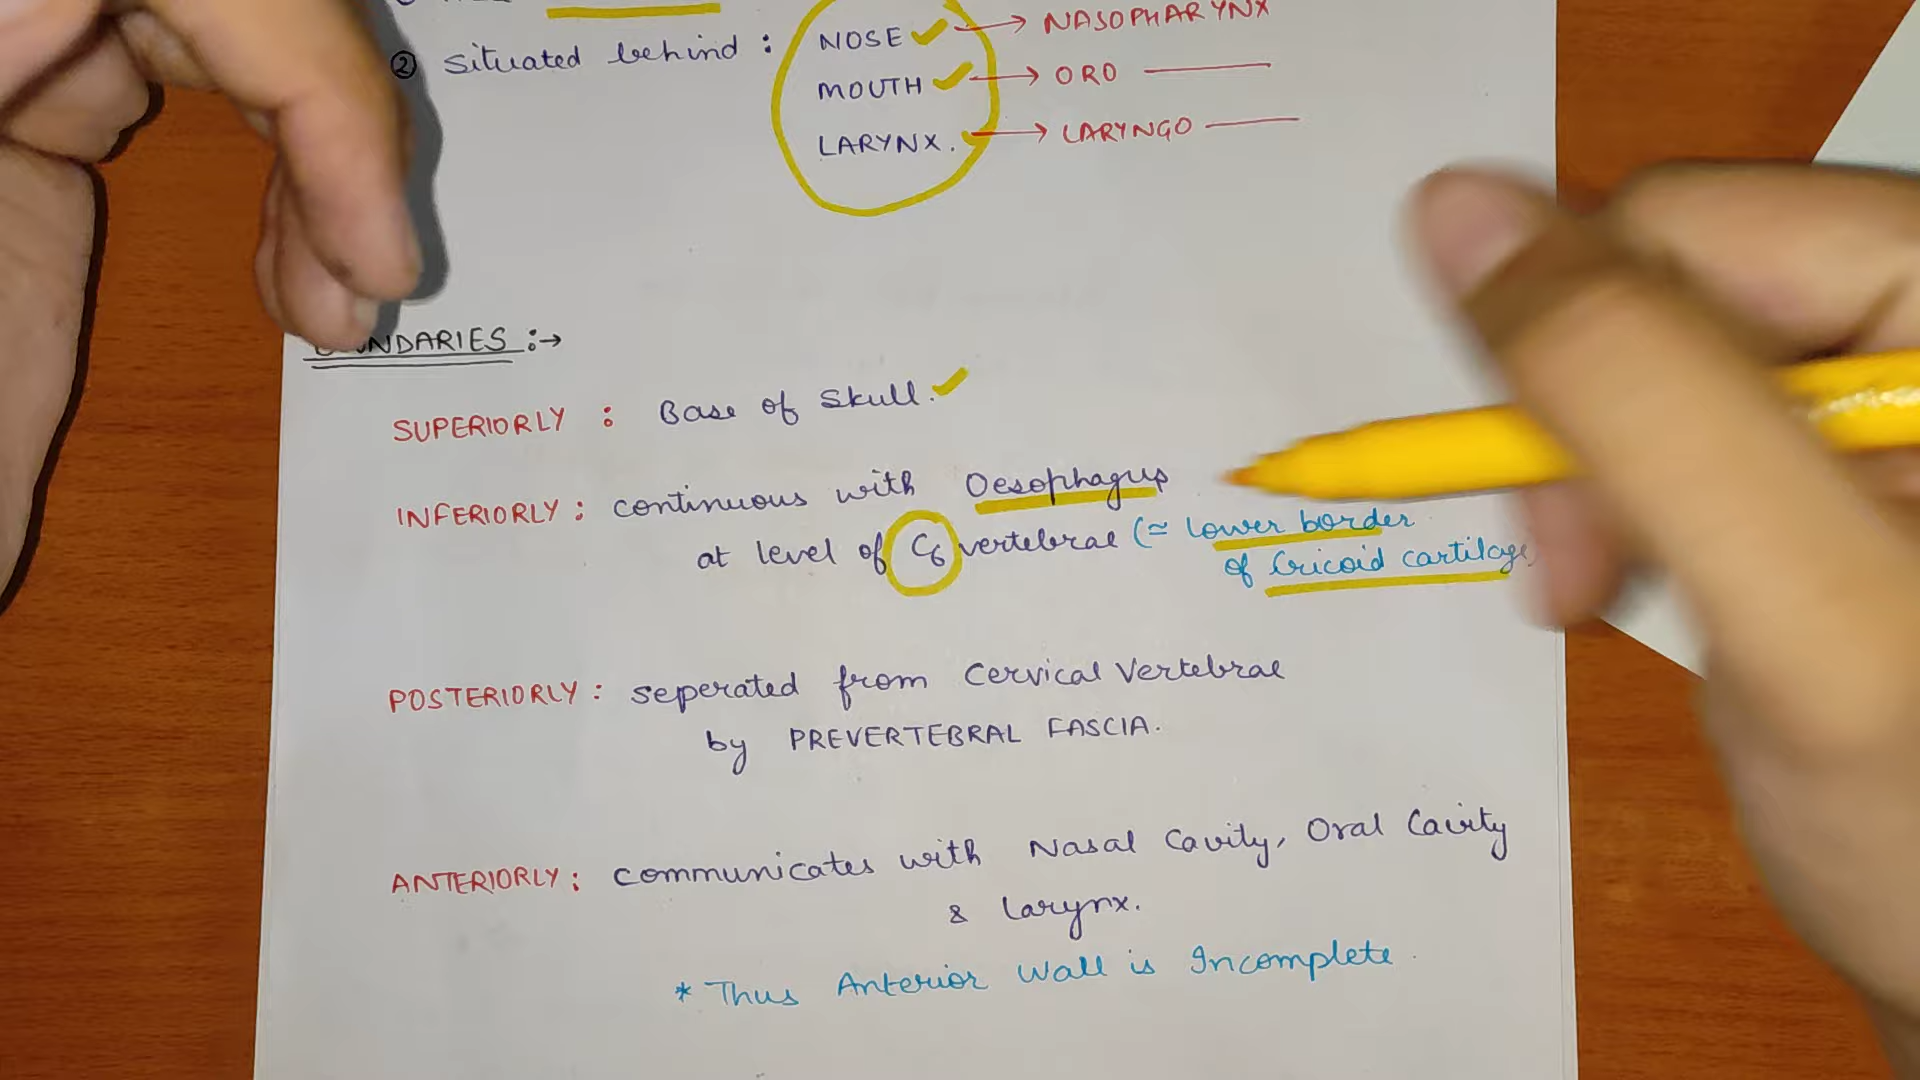 ② Situated behind : NOSE → NASOPHARYNX
MOUTH → ORO ———
LARYNX. → LARYNGO ———
SUPERIORLY : Base of Skull.
INFERIORLY : continuous with Oesophagus
at level of C6 vertebrae (≃ lower border
of Cricoid cartilage
POSTERIORLY : seperated from Cervical Vertebrae
by PREVERTEBRAL FASCIA.
ANTERIORLY : communicates with Nasal Cavity, Oral Cavity
& larynx.
* Thus Anterior Wall is Incomplete.